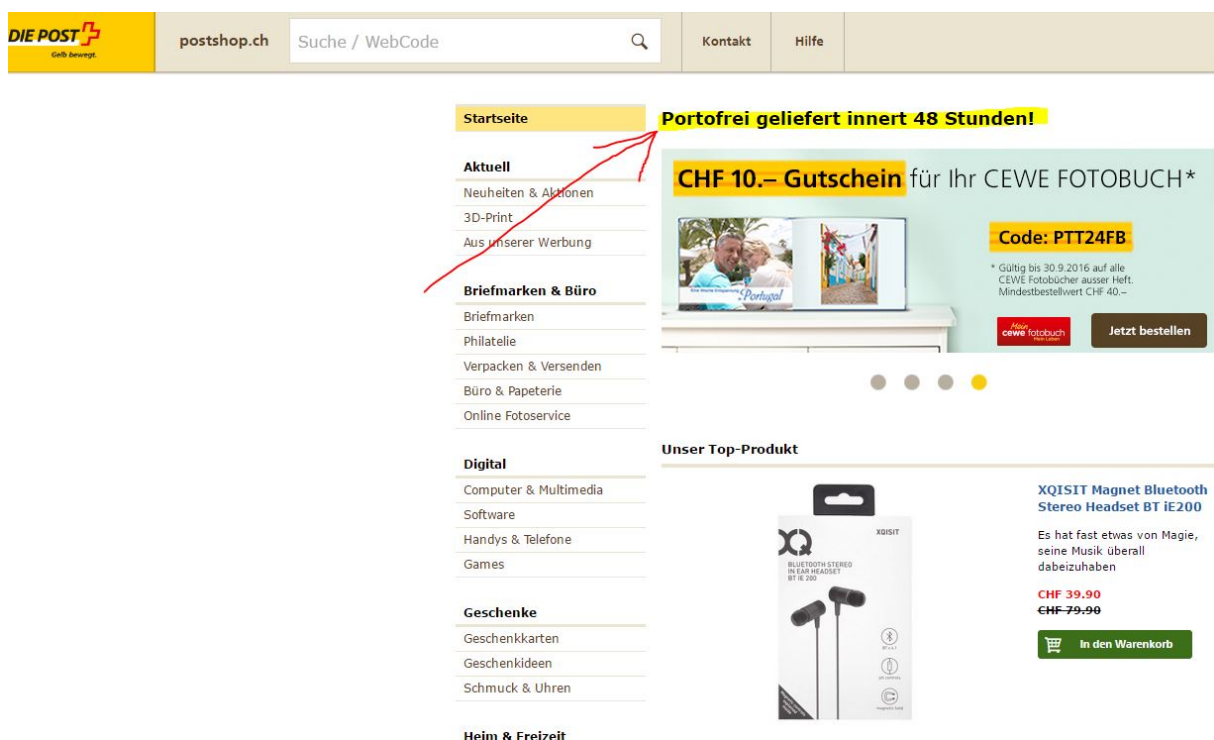 DIE POST
Gelb bewegt.
postshop.ch
Suche / WebCode
Kontakt
Hilfe
Startseite
Aktuell
Neuheiten & Aktionen
3D-Print
Aus unserer Werbung
Briefmarken & Büro
Briefmarken
Philatelie
Verpacken & Versenden
Büro & Papeterie
Online Fotoservice
Digital
Computer & Multimedia
Software
Handys & Telefone
Games
Geschenke
Geschenkkarten
Geschenkideen
Schmuck & Uhren
Heim & Freizeit
Portofrei geliefert innert 48 Stunden!
CHF 10.– Gutschein für Ihr CEWE FOTOBUCH*
Portugal
Code: PTT24FB
* Gültig bis 30.9.2016 auf alle
CEWE Fotobücher ausser Heft.
Mindestbestellwert CHF 40.–
Mein
cewe fotobuch
Mein Leben
Jetzt bestellen
Unser Top-Produkt
XQ
XQISIT
BLUETOOTH STEREO
IN EAR HEADSET
BT IE 200
XQISIT Magnet Bluetooth
Stereo Headset BT iE200
Es hat fast etwas von Magie,
seine Musik überall
dabeizuhaben
CHF 39.90
CHF 79.90
In den Warenkorb